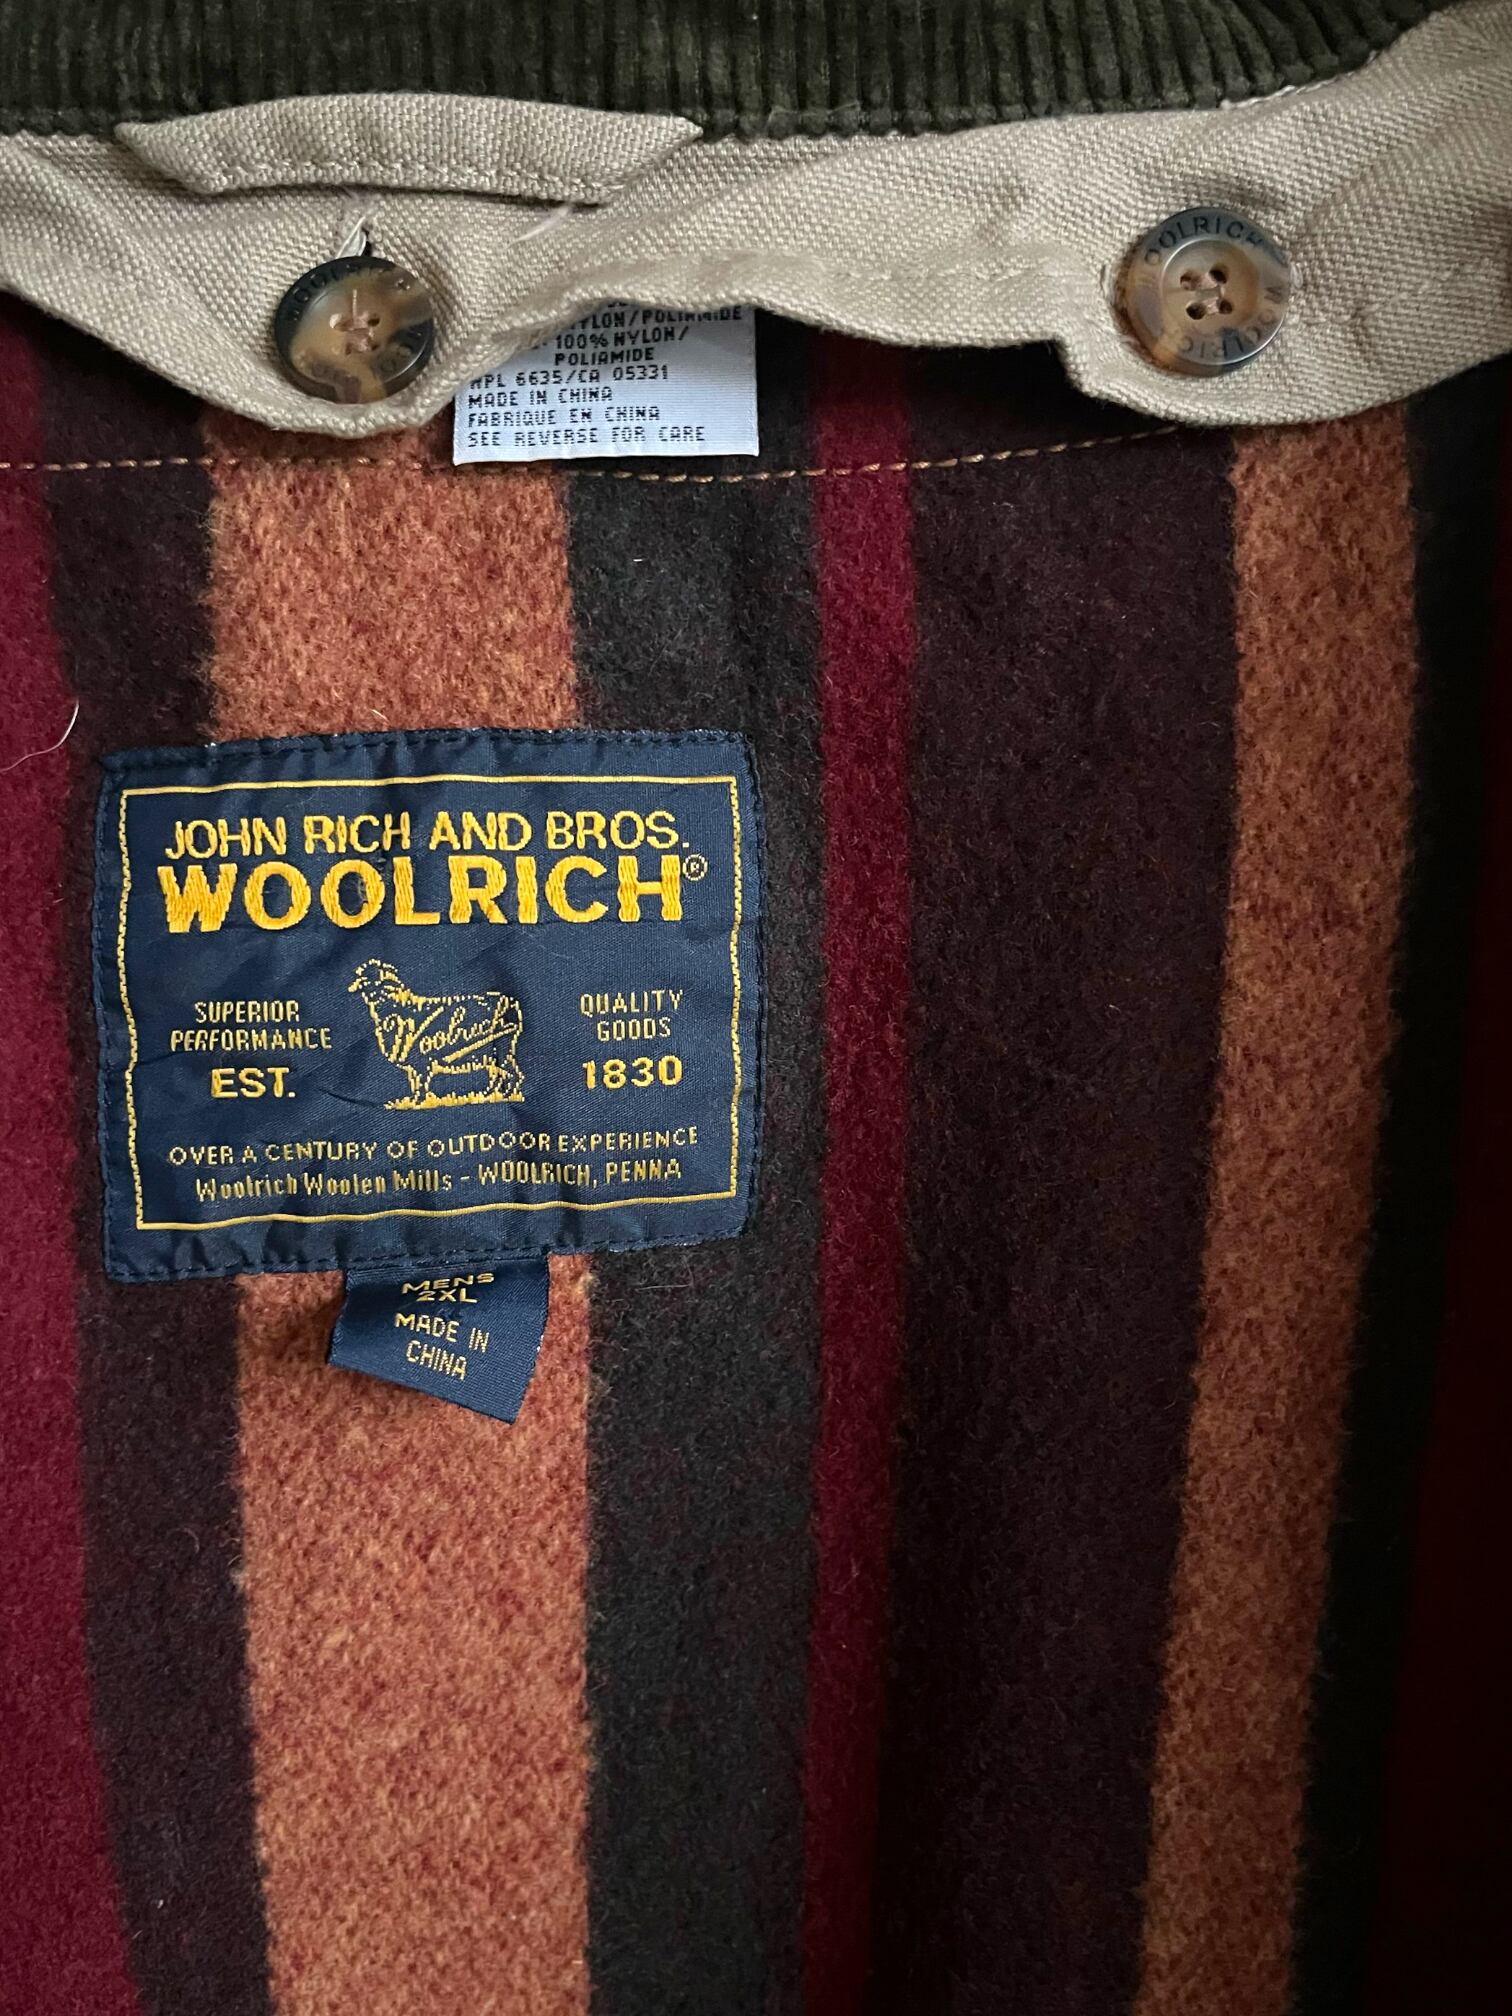 WOOLRICH
NYLON/POLIAMIDE
100% NYLON/
POLIAMIDE
RPL 6635/CA 05331
MADE IN CHINA
FABRIQUE EN CHINA
SEE REVERSE FOR CARE
JOHN RICH AND BROS.
WOOLRICH®
SUPERIOR
PERFORMANCE
EST.
Woolrich
QUALITY
GOODS
1830
OVER A CENTURY OF OUTDOOR EXPERIENCE
Woolrich Woolen Mills - WOOLRICH, PENNA
MENS
2XL
MADE IN
CHINA